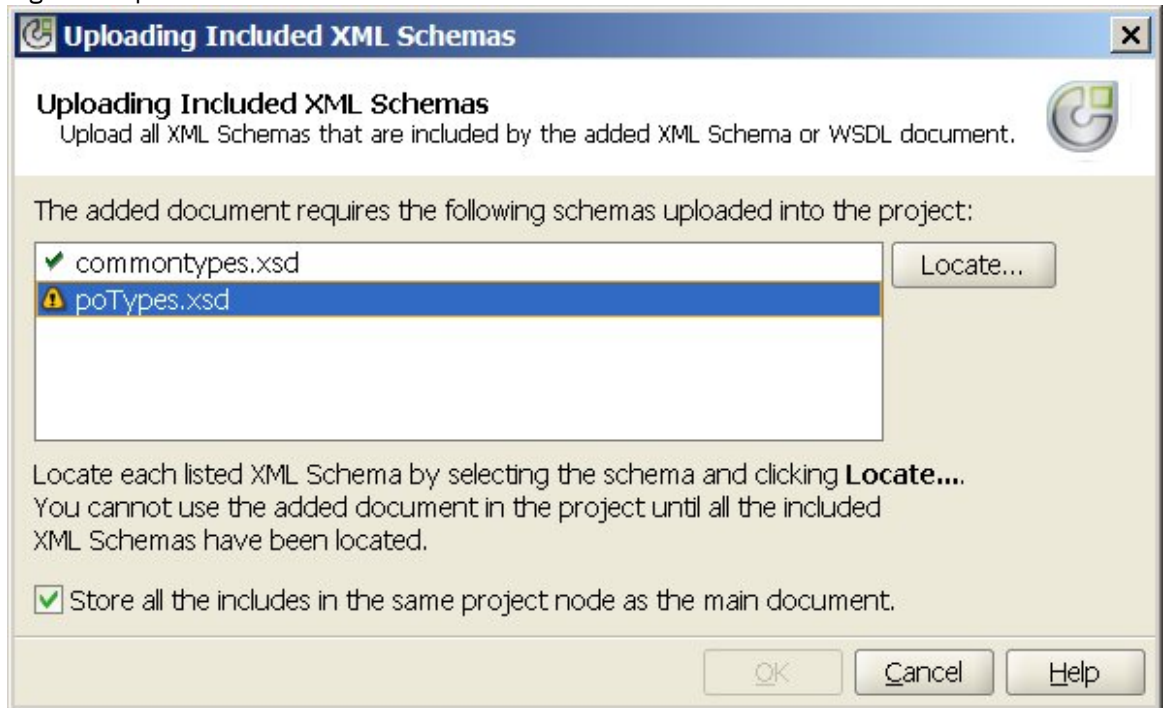 Uploading Included XML Schemas
Uploading Included XML Schemas
Upload all XML Schemas that are included by the added XML Schema or WSDL document.
The added document requires the following schemas uploaded into the project:
commontypes.xsd
Locate...
poTypes.xsd
Locate each listed XML Schema by selecting the schema and clicking Locate....
You cannot use the added document in the project until all the included
XML Schemas have been located.
Store all the includes in the same project node as the main document.
OK Cancel Help